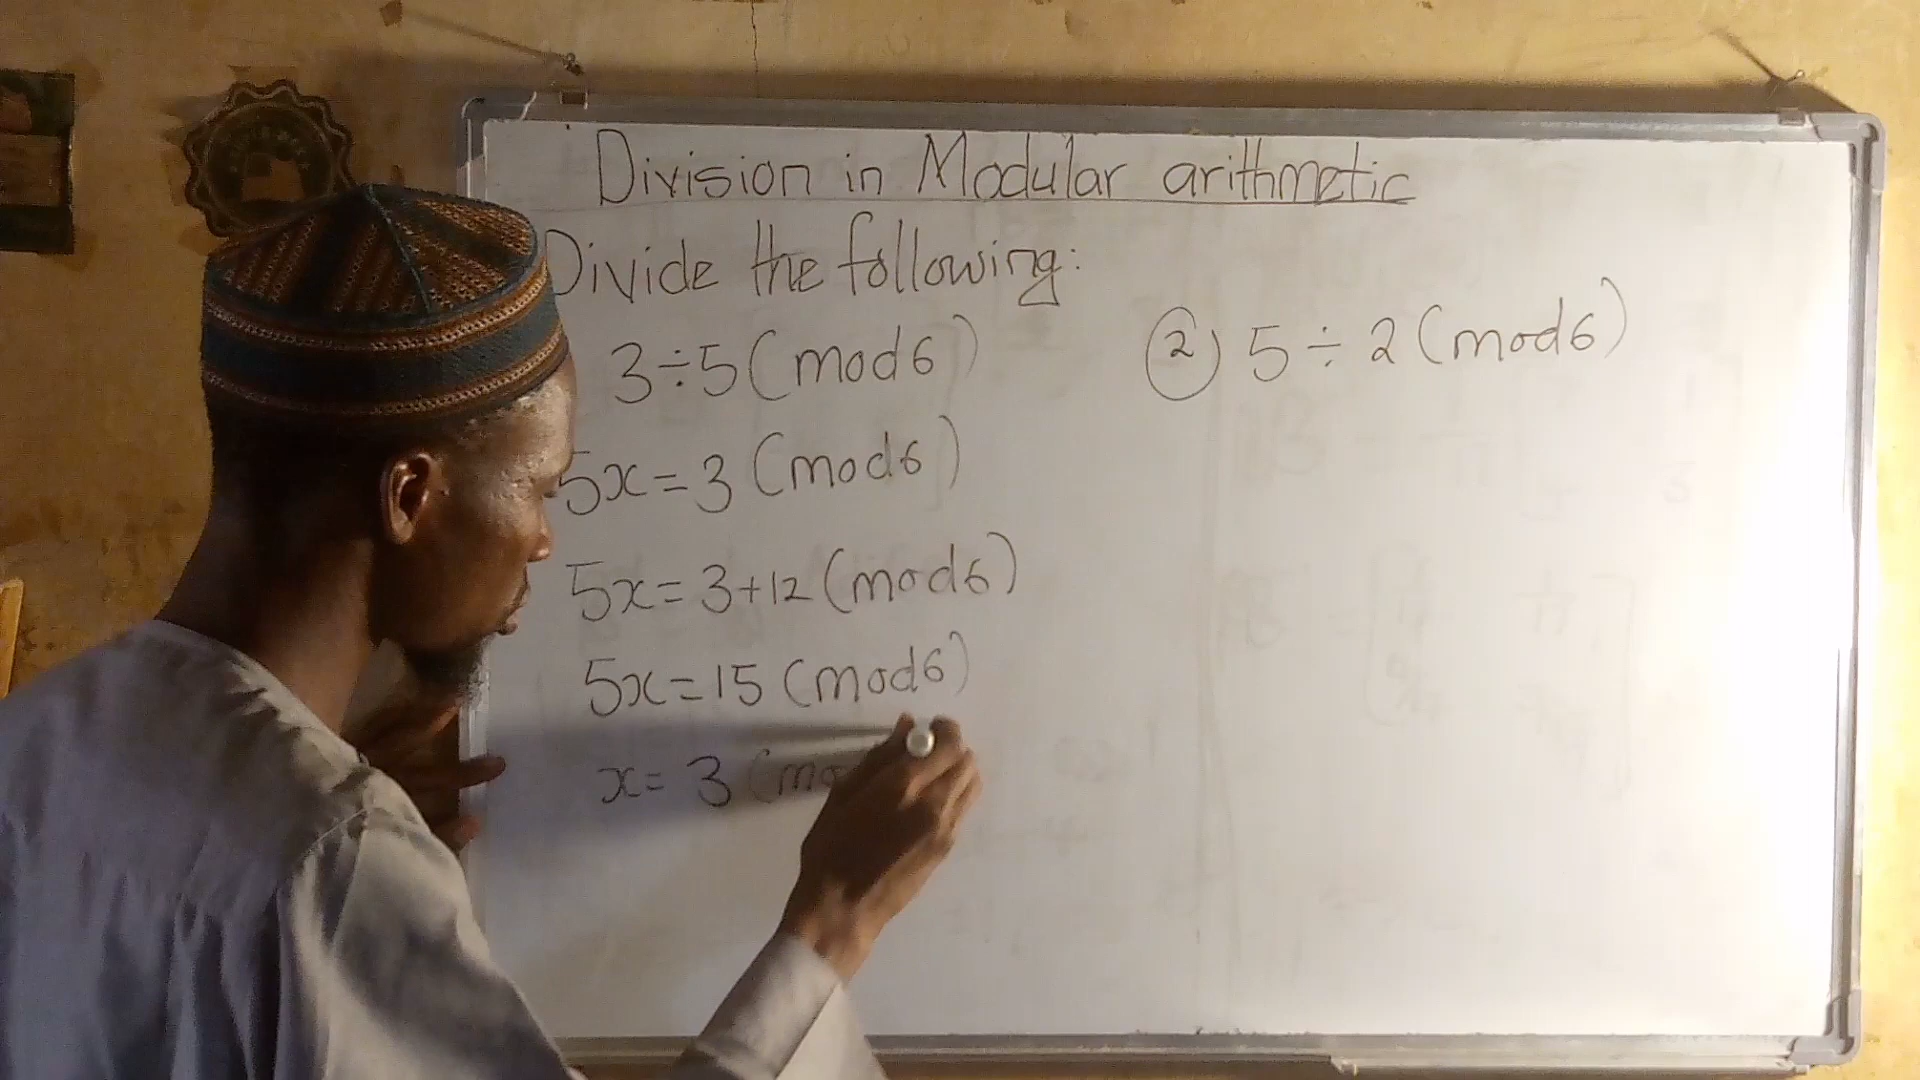 Division in Modular arithmetic
Divide the following:
3÷5(mod6)
5x=3(mod6)
5x=3+12(mod6)
5x=15(mod6)
x=3
② 5÷2(mod6)